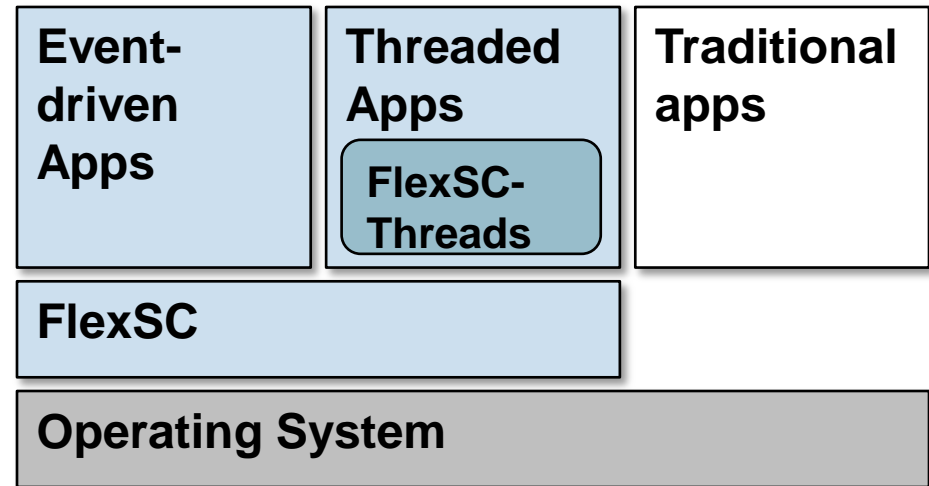 Event-
driven
Apps
Threaded
Apps
FlexSC-
Threads
Traditional
apps
FlexSC
Operating System